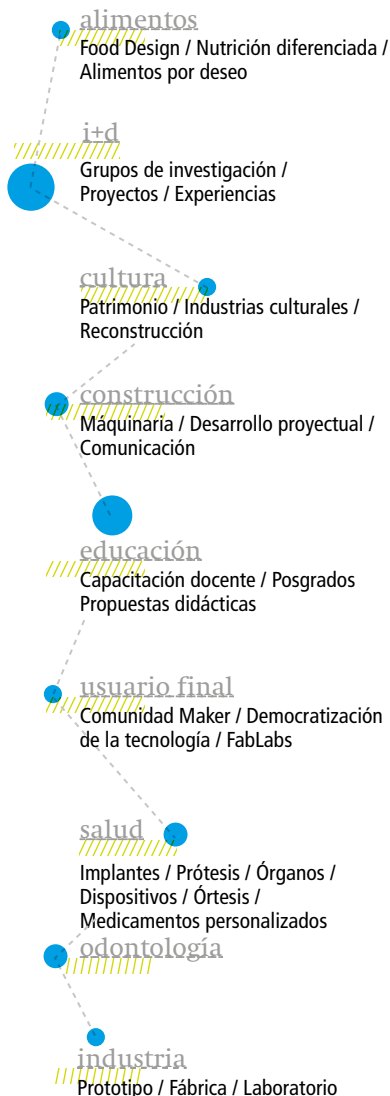 alimentos
Food Design / Nutrición diferenciada /
Alimentos por deseo
i+d
Grupos de investigación /
Proyectos / Experiencias
cultura
Patrimonio / Industrias culturales /
Reconstrucción
construcción
Máquinaria / Desarrollo proyectual /
Comunicación
educación
Capacitación docente / Posgrados
Propuestas didácticas
usuario final
Comunidad Maker / Democratización
de la tecnología / FabLabs
salud
Implantes / Prótesis / Órganos /
Dispositivos / Órtesis /
Medicamentos personalizados
odontología
industria
Prototipo / Fábrica / Laboratorio